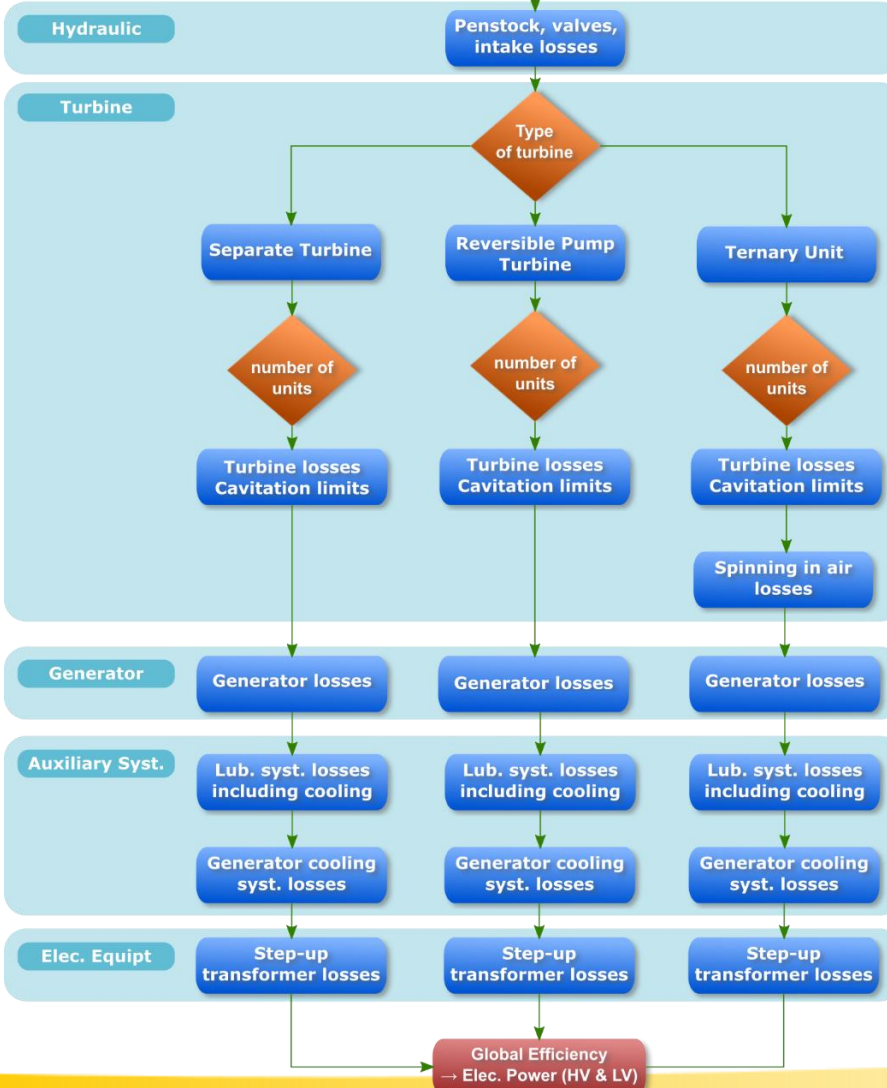 Hydraulic
Penstock, valves,
intake losses
Turbine
Type
of turbine
Separate Turbine
Reversible Pump
Turbine
Ternary Unit
number of
units
number of
units
number of
units
Turbine losses
Cavitation limits
Turbine losses
Cavitation limits
Turbine losses
Cavitation limits
Spinning in air
losses
Generator
Generator losses
Generator losses
Generator losses
Auxiliary Syst.
Lub. syst. losses
including cooling
Lub. syst. losses
including cooling
Lub. syst. losses
including cooling
Generator cooling
syst. losses
Generator cooling
syst. losses
Generator cooling
syst. losses
Elec. Equipt
Step-up
transformer losses
Step-up
transformer losses
Step-up
transformer losses
Global Efficiency
→ Elec. Power (HV & LV)